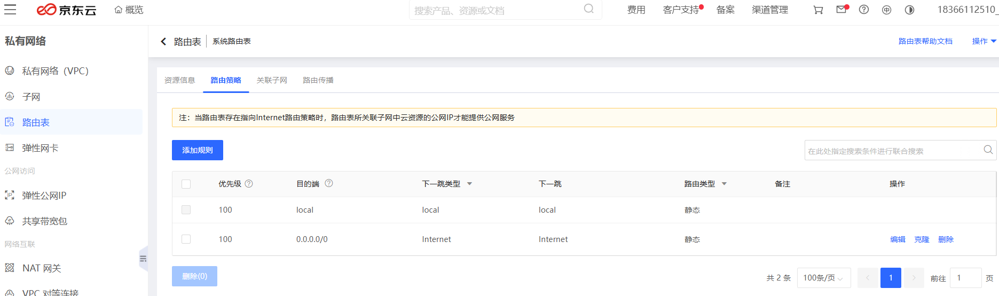 京东云
概览
搜索产品、资源或文档
费用
客户支持
备案
渠道管理
18366112510_
私有网络
路由表
系统路由表
路由表帮助文档
操作
私有网络（VPC）
子网
路由表
弹性网卡
公网访问
弹性公网IP
共享带宽包
网络互联
NAT 网关
VPC 对等连接
资源信息
路由策略
关联子网
路由传播
注：当路由表存在指向Internet路由策略时，路由表所关联子网中云资源的公网IP才能提供公网服务
添加规则
在此处指定搜索条件进行联合搜索
优先级 目的端 下一跳类型 下一跳 路由类型 备注 操作
100 local local local 静态
100 0.0.0.0/0 Internet Internet 静态 编辑 克隆 删除
删除(0)
共 2 条 100条/页 1 前往 1 页